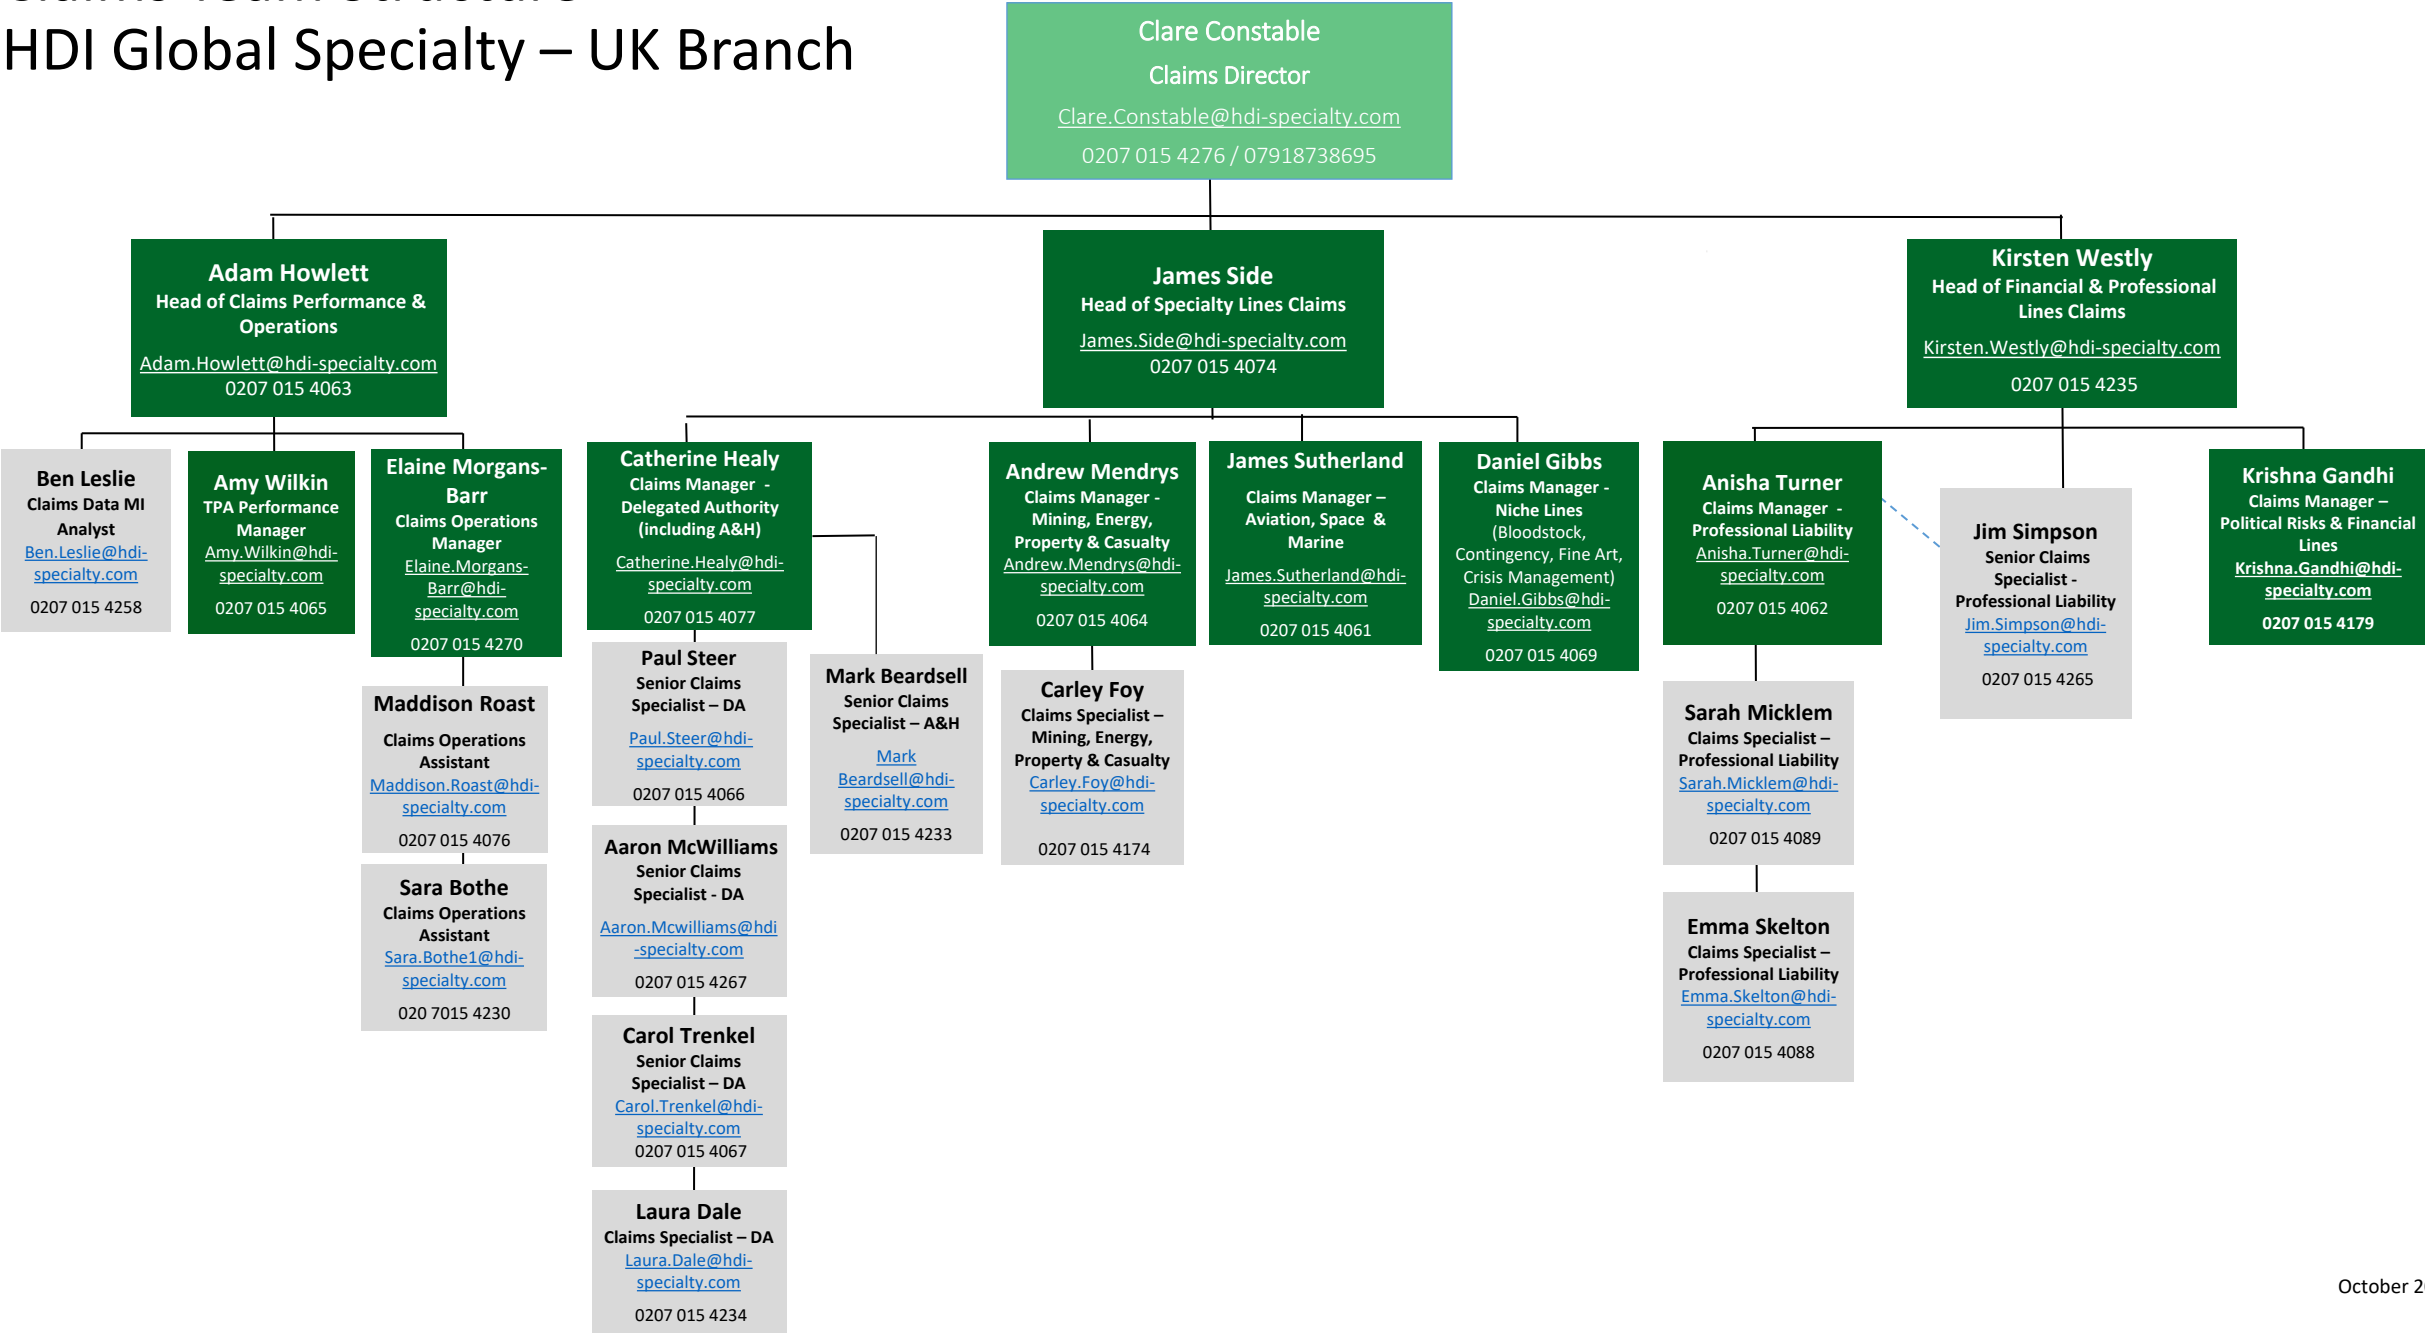 HDI Global Specialty – UK Branch
Clare Constable
Claims Director
Clare.Constable@hdi-specialty.com
0207 015 4276 / 07918738695
Adam Howlett
Head of Claims Performance &
Operations
Adam.Howlett@hdi-specialty.com
0207 015 4063
James Side
Head of Specialty Lines Claims
James.Side@hdi-specialty.com
0207 015 4074
Kirsten Westly
Head of Financial & Professional
Lines Claims
Kirsten.Westly@hdi-specialty.com
0207 015 4235
Ben Leslie
Claims Data MI
Analyst
Ben.Leslie@hdi-
specialty.com
0207 015 4258
Amy Wilkin
TPA Performance
Manager
Amy.Wilkin@hdi-
specialty.com
0207 015 4065
Elaine Morgans-
Barr
Claims Operations
Manager
Elaine.Morgans-
Barr@hdi-
specialty.com
0207 015 4270
Maddison Roast
Claims Operations
Assistant
Maddison.Roast@hdi-
specialty.com
0207 015 4076
Sara Bothe
Claims Operations
Assistant
Sara.Bothe1@hdi-
specialty.com
020 7015 4230
Catherine Healy
Claims Manager -
Delegated Authority
(including A&H)
Catherine.Healy@hdi-
specialty.com
0207 015 4077
Paul Steer
Senior Claims
Specialist – DA
Paul.Steer@hdi-
specialty.com
0207 015 4066
Aaron McWilliams
Senior Claims
Specialist - DA
Aaron.Mcwilliams@hdi
-specialty.com
0207 015 4267
Carol Trenkel
Senior Claims
Specialist – DA
Carol.Trenkel@hdi-
specialty.com
0207 015 4067
Laura Dale
Claims Specialist – DA
Laura.Dale@hdi-
specialty.com
0207 015 4234
Mark Beardsell
Senior Claims
Specialist – A&H
Mark
Beardsell@hdi-
specialty.com
0207 015 4233
Andrew Mendrys
Claims Manager -
Mining, Energy,
Property & Casualty
Andrew.Mendrys@hdi-
specialty.com
0207 015 4064
Carley Foy
Claims Specialist –
Mining, Energy,
Property & Casualty
Carley.Foy@hdi-
specialty.com
0207 015 4174
James Sutherland
Claims Manager –
Aviation, Space &
Marine
James.Sutherland@hdi-
specialty.com
0207 015 4061
Daniel Gibbs
Claims Manager -
Niche Lines
(Bloodstock,
Contingency, Fine Art,
Crisis Management)
Daniel.Gibbs@hdi-
specialty.com
0207 015 4069
Anisha Turner
Claims Manager -
Professional Liability
Anisha.Turner@hdi-
specialty.com
0207 015 4062
Sarah Micklem
Claims Specialist –
Professional Liability
Sarah.Micklem@hdi-
specialty.com
0207 015 4089
Emma Skelton
Claims Specialist –
Professional Liability
Emma.Skelton@hdi-
specialty.com
0207 015 4088
Jim Simpson
Senior Claims
Specialist -
Professional Liability
Jim.Simpson@hdi-
specialty.com
0207 015 4265
Krishna Gandhi
Claims Manager –
Political Risks & Financial
Lines
Krishna.Gandhi@hdi-
specialty.com
0207 015 4179
October